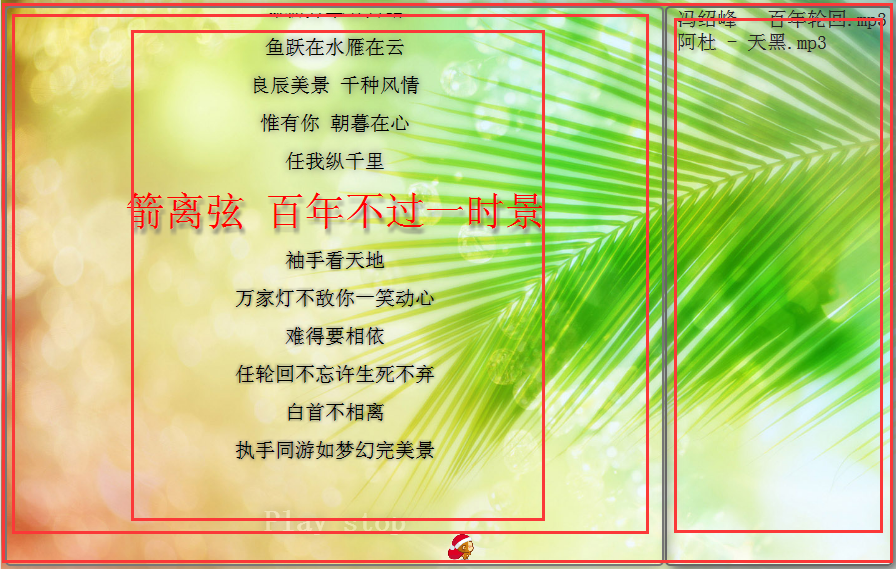 鱼跃在水雁在云
良辰美景 千种风情
惟有你 朝暮在心
任我纵千里
箭离弦 百年不过一时景
袖手看天地
万家灯不敌你一笑动心
难得要相依
任轮回不忘许生死不弃
白首不相离
执手同游如梦幻完美景
Play stop
冯绍峰 - 百年轮回.mp3
阿杜 - 天黑.mp3